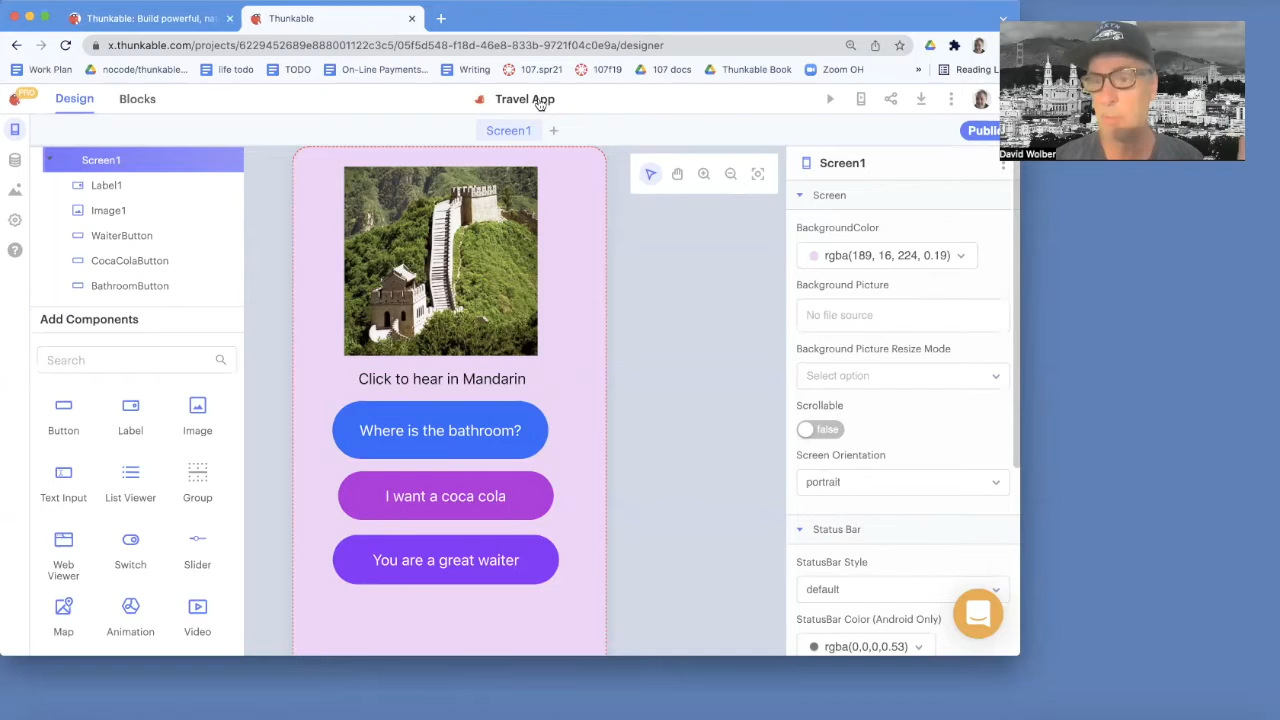 Thunkable: Build powerful, na
Thunkable
x.thunkable.com/projects/6229452689e888001122c3c5/05f5d548-f18d-46e8-833b-9721f04c0e9a/designer
Work Plan
nocode/thunkable...
life todo
TODO
On-Line Payments...
Writing
107.spr21
107f19
107 docs
Thunkable Book
Zoom OH
»
Reading L
PRO
Design
Blocks
Travel App
Screen1
Publi
David Wolber
Screen1
Label1
Image1
WaiterButton
CocaColaButton
BathroomButton
Add Components
Search
Button
Label
Image
Text Input
List Viewer
Group
Web Viewer
Switch
Slider
Map
Animation
Video
Click to hear in Mandarin
Where is the bathroom?
I want a coca cola
You are a great waiter
Screen1
Screen
BackgroundColor
rgba(189, 16, 224, 0.19)
Background Picture
No file source
Background Picture Resize Mode
Select option
Scrollable
false
Screen Orientation
portrait
Status Bar
StatusBar Style
default
StatusBar Color (Android Only)
rgba(0,0,0,0.53)